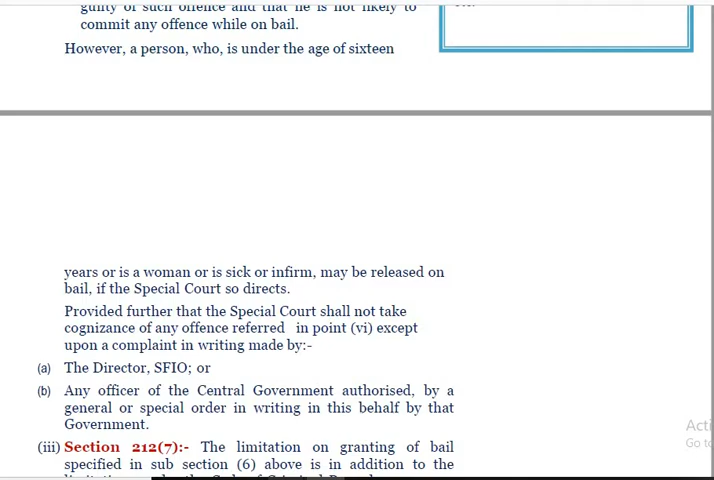 guilty of such offence and that he is not likely to
commit any offence while on bail.
However, a person, who, is under the age of sixteen
years or is a woman or is sick or infirm, may be released on
bail, if the Special Court so directs.
Provided further that the Special Court shall not take
cognizance of any offence referred in point (vi) except
upon a complaint in writing made by:-
(a) The Director, SFIO; or
(b) Any officer of the Central Government authorised, by a
general or special order in writing in this behalf by that
Government.
(iii) Section 212(7):- The limitation on granting of bail
specified in sub section (6) above is in addition to the
Acti
Go to